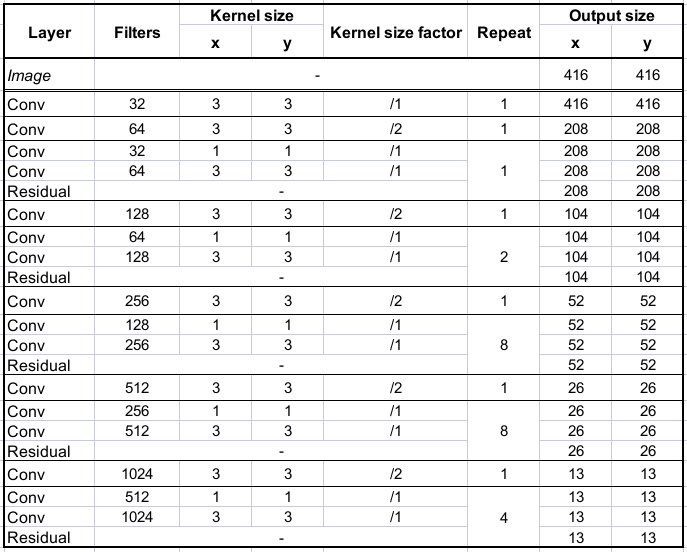 Layer Filters Kernel size Kernel size factor Repeat Output size
x y x y
Image - 416 416
Conv 32 3 3 /1 1 416 416
Conv 64 3 3 /2 1 208 208
Conv 32 1 1 /1 208 208
Conv 64 3 3 /1 1 208 208
Residual - 208 208
Conv 128 3 3 /2 1 104 104
Conv 64 1 1 /1 104 104
Conv 128 3 3 /1 2 104 104
Residual - 104 104
Conv 256 3 3 /2 1 52 52
Conv 128 1 1 /1 52 52
Conv 256 3 3 /1 8 52 52
Residual - 52 52
Conv 512 3 3 /2 1 26 26
Conv 256 1 1 /1 26 26
Conv 512 3 3 /1 8 26 26
Residual - 26 26
Conv 1024 3 3 /2 1 13 13
Conv 512 1 1 /1 13 13
Conv 1024 3 3 /1 4 13 13
Residual - 13 13